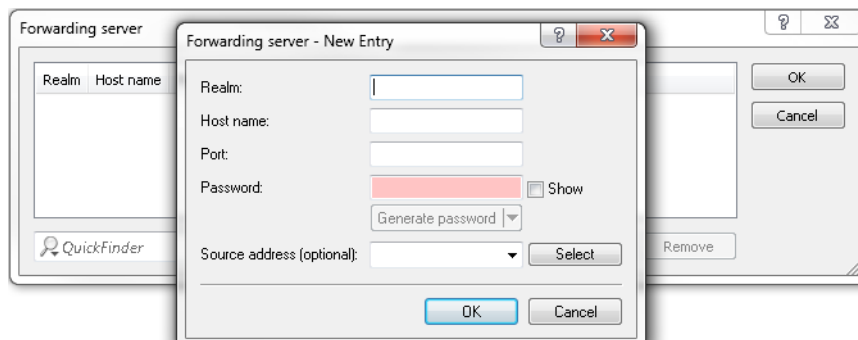 Forwarding server
Realm Host name
OK
Cancel
QuickFinder
Remove
Forwarding server - New Entry
Realm:
Host name:
Port:
Password:
Show
Generate password
Source address (optional):
Select
OK
Cancel